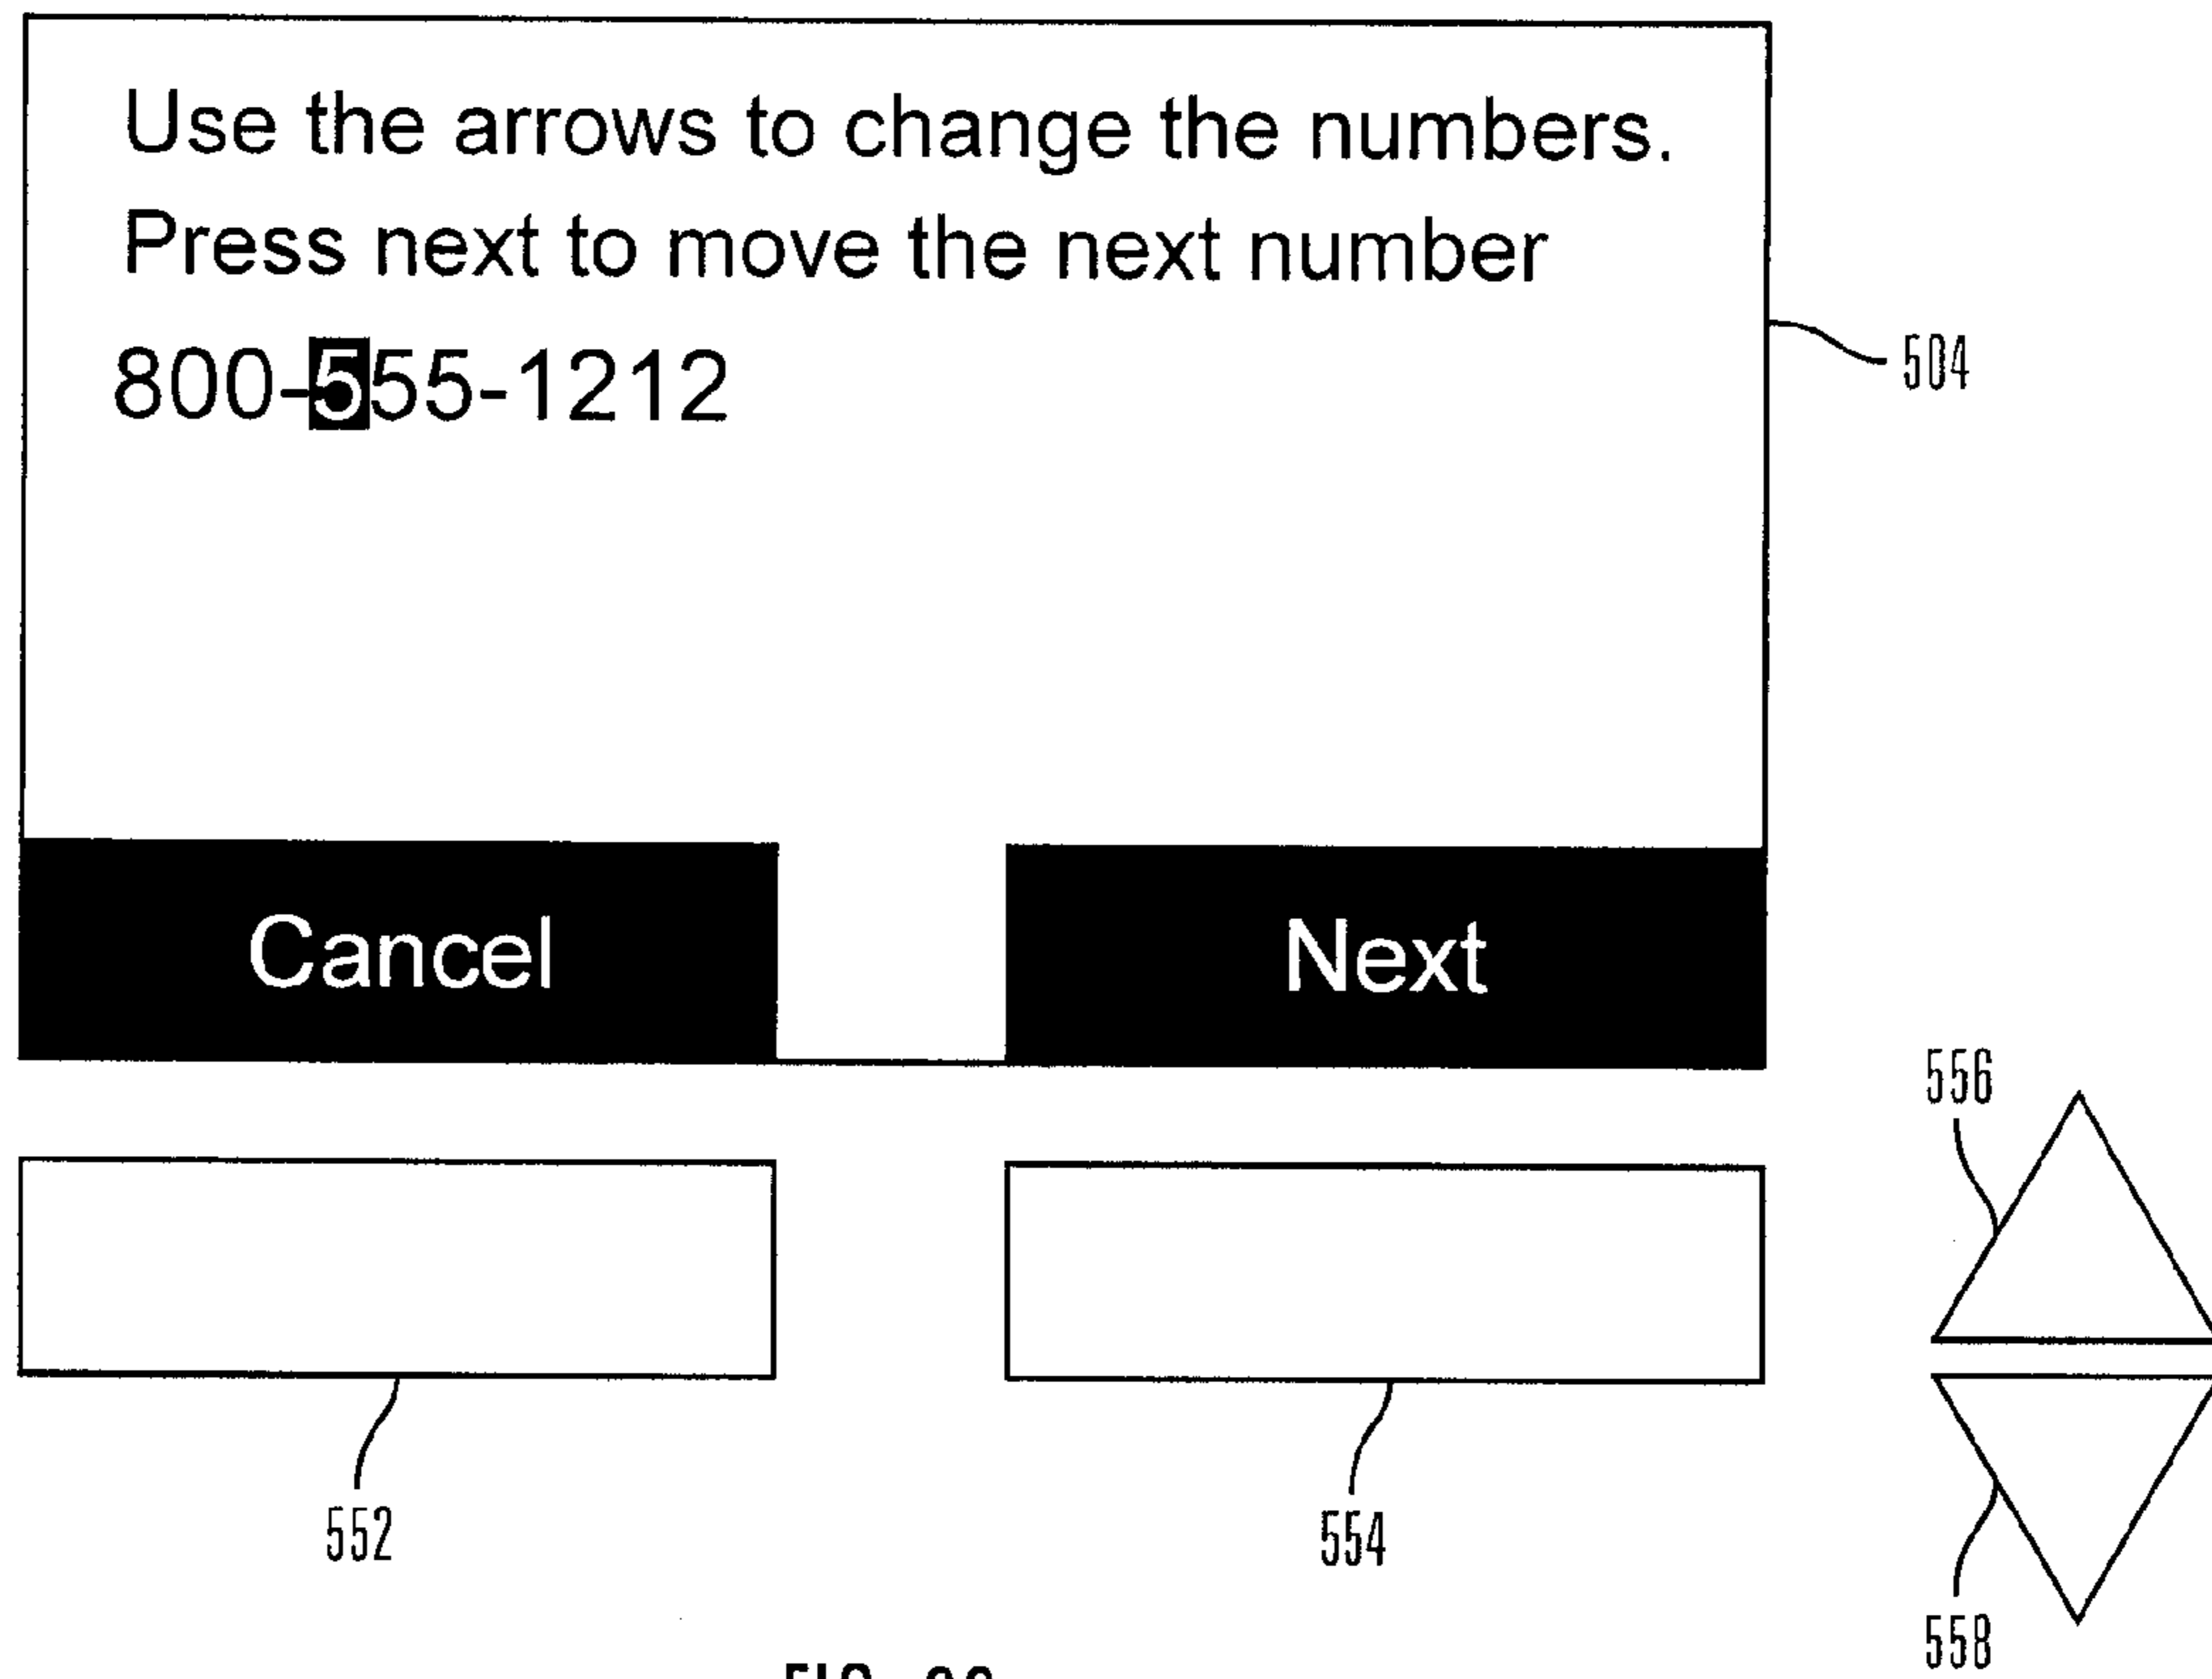 Use the arrows to change the numbers.
Press next to move the next number
800-555-1212
504
Cancel Next
556
552
554
558